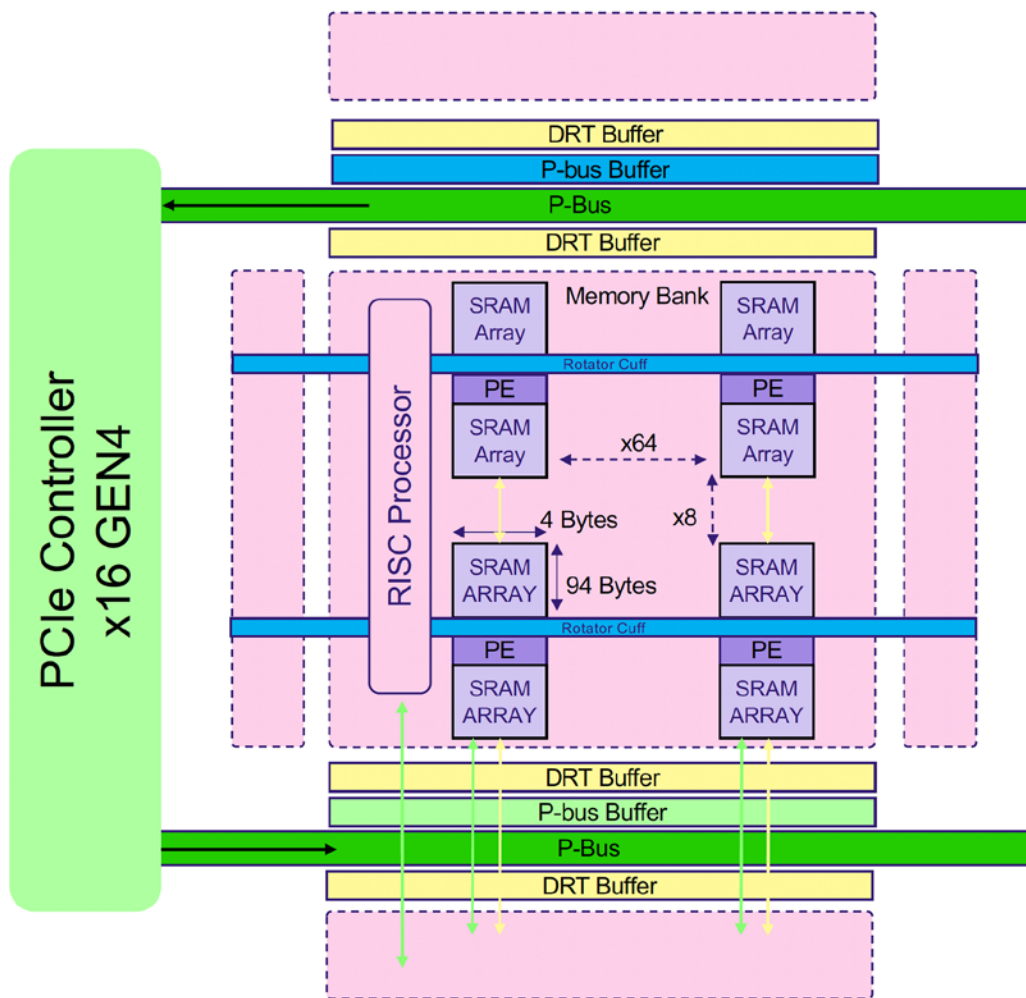 DRT Buffer
P-bus Buffer
P-Bus
DRT Buffer
PCIe Controller
x16 GEN4
RISC Processor
Memory Bank
SRAM
Array
SRAM
Array
Rotator Cuff
PE
PE
SRAM
Array
SRAM
Array
x64
4 Bytes
x8
94 Bytes
SRAM
ARRAY
SRAM
ARRAY
Rotator Cuff
PE
PE
SRAM
ARRAY
SRAM
ARRAY
DRT Buffer
P-bus Buffer
P-Bus
DRT Buffer